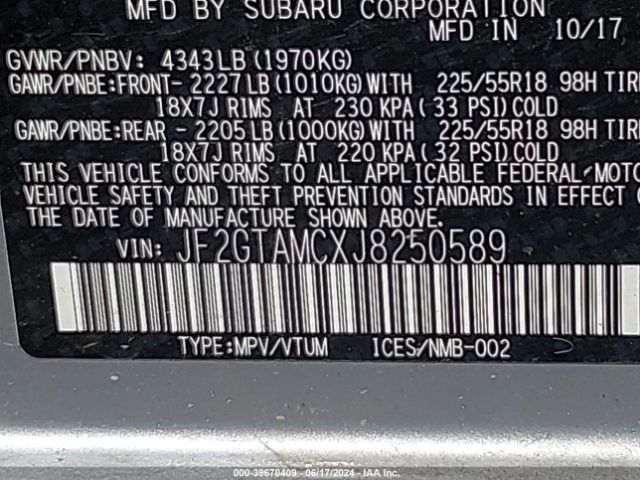 MFD BY SUBARU CORPORATION
MFD IN 10/17
GVWR/PNBV: 4343LB (1970KG)
GAWR/PNBE:FRONT- 2227LB(1010KG)WITH 225/55R18 98H TIR
18X7J RIMS AT 230 KPA( 33 PSI)COLD
GAWR/PNBE:REAR - 2205LB(1000KG)WITH 225/55R18 98H TIR
18X7J RIMS AT 220 KPA( 32 PSI)COLD
THIS VEHICLE CONFORMS TO ALL APPLICABLE FEDERAL/MOTO
VEHICLE SAFETY AND THEFT PREVENTION STANDARDS IN EFFECT
THE DATE OF MANUFACTURE SHOWN ABOVE.
VIN: JF2GTAMCXJ8250589
TYPE:MPV/VTUM ICES/NMB-002
000-39670409 - 06/17/2024 - IAA Inc.